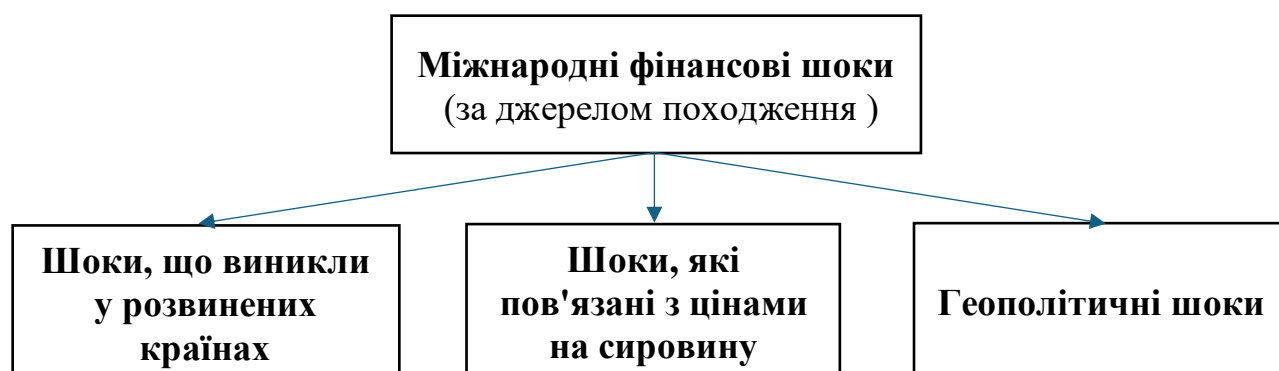 Міжнародні фінансові шоки
(за джерелом походження )
Шоки, що виникли
у розвинених
країнах
Шоки, які
пов'язані з цінами
на сировину
Геополітичні шоки